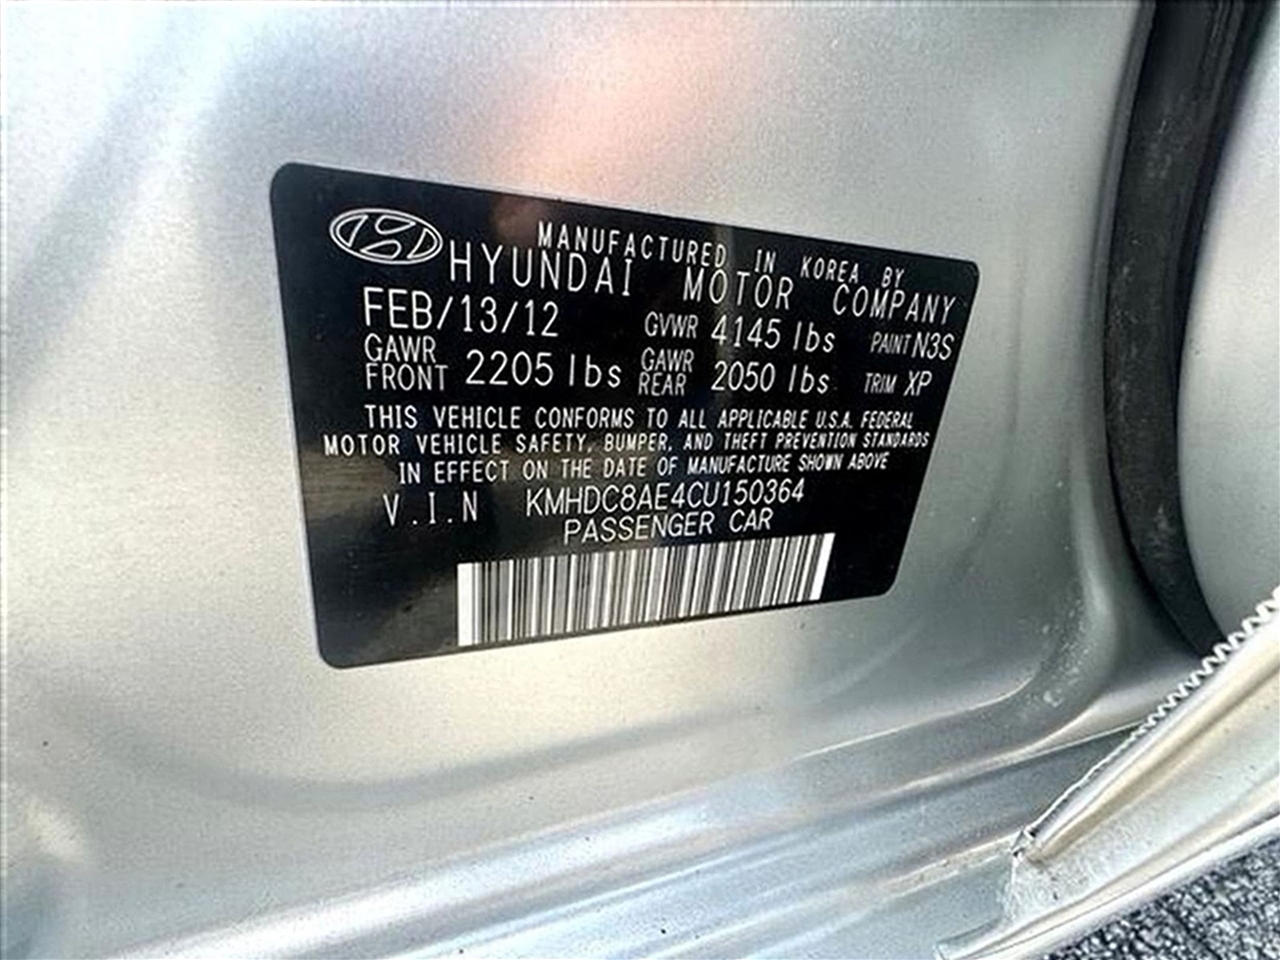 MANUFACTURED IN KOREA BY
HYUNDAI MOTOR COMPANY
FEB/13/12 GVWR 4145 lbs PAINT N3S
GAWR FRONT 2205 lbs GAWR REAR 2050 lbs TRIM XP
THIS VEHICLE CONFORMS TO ALL APPLICABLE U.S.A. FEDERAL
MOTOR VEHICLE SAFETY, BUMPER, AND THEFT PREVENTION STANDARDS
IN EFFECT ON THE DATE OF MANUFACTURE SHOWN ABOVE
V.I.N KMHDC8AE4CU150364
PASSENGER CAR